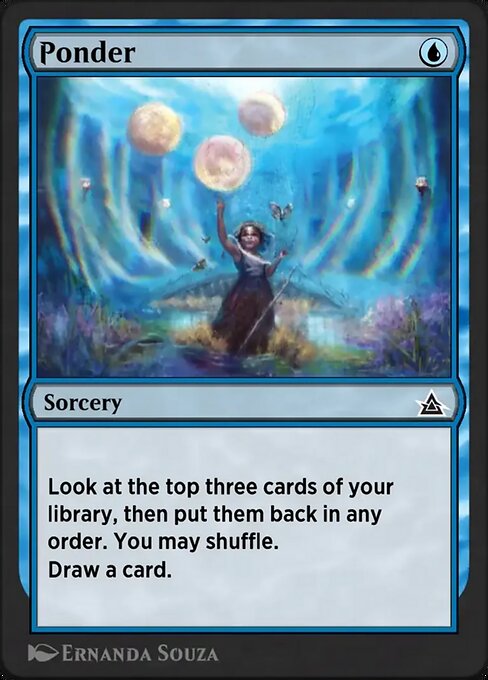 Ponder
Sorcery
Look at the top three cards of your
library, then put them back in any
order. You may shuffle.
Draw a card.
Ernanda Souza